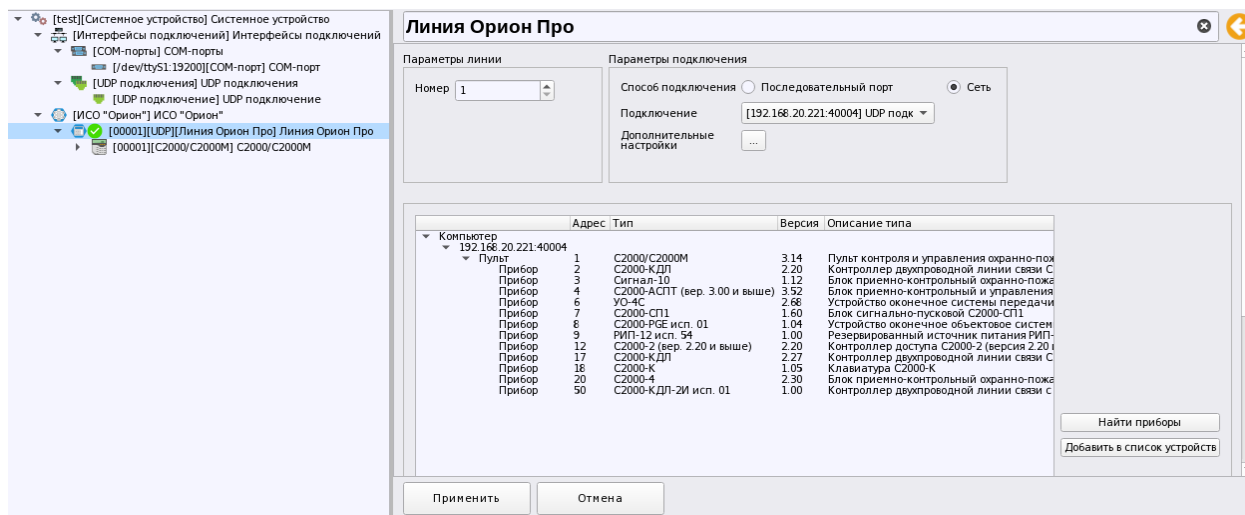 [test][Системное устройство] Системное устройство
[Интерфейсы подключений] Интерфейсы подключений
[COM-порты] COM-порты
[/dev/ttyS1:19200][COM-порт] COM-порт
[UDP подключения] UDP подключения
[UDP подключение] UDP подключение
[ИСО "Орион"] ИСО "Орион"
[00001][UDP][Линия Орион Про] Линия Орион Про
[00001][С2000/С2000М] С2000/С2000М
Линия Орион Про
Параметры линии Параметры подключения
Номер 1
Способ подключения Последовательный порт Сеть
Подключение [192.168.20.221:40004] UDP подк
Дополнительные настройки ...
Адрес Тип Версия Описание типа
Компьютер
192.168.20.221:40004
Пульт 1 С2000/С2000М 3.14 Пульт контроля и управления охранно-пож
Прибор 2 С2000-КДЛ 2.20 Контроллер двухпроводной линии связи С
Прибор 3 Сигнал-10 1.12 Блок приемно-контрольный охранно-пожа
Прибор 4 С2000-АСПТ (вер. 3.00 и выше) 3.52 Блок приемно-контрольный и управления
Прибор 6 УО-4С 2.68 Устройство оконечное системы передачи
Прибор 7 С2000-СП1 1.60 Блок сигнально-пусковой С2000-СП1
Прибор 8 С2000-PGE исп. 01 1.04 Устройство оконечное объектовое систем
Прибор 9 РИП-12 исп. 54 1.00 Резервированный источник питания РИП-
Прибор 12 С2000-2 (вер. 2.20 и выше) 2.20 Контроллер доступа С2000-2 (версия 2.20
Прибор 17 С2000-КДЛ 2.27 Контроллер двухпроводной линии связи С
Прибор 18 С2000-К 1.05 Клавиатура С2000-К
Прибор 20 С2000-4 2.30 Блок приемно-контрольный охранно-пожа
Прибор 50 С2000-КДЛ-2И исп. 01 1.00 Контроллер двухпроводной линии связи с
Найти приборы
Добавить в список устройств
Применить Отмена